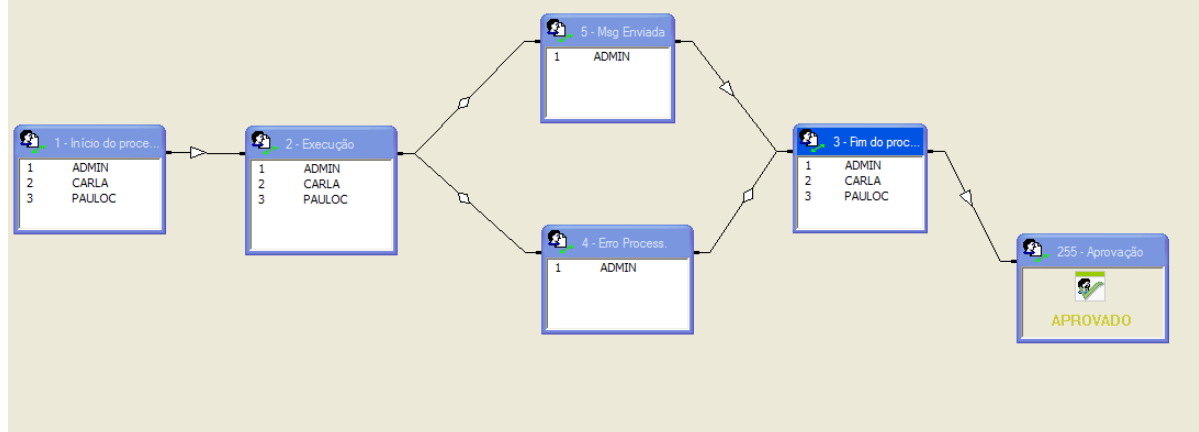 1 - Início do proce...
1 ADMIN
2 CARLA
3 PAULOC
2 - Execução
1 ADMIN
2 CARLA
3 PAULOC
5 - Msg Enviada
1 ADMIN
4 - Erro Process.
1 ADMIN
3 - Fim do proc...
1 ADMIN
2 CARLA
3 PAULOC
255 - Aprovação
APROVADO